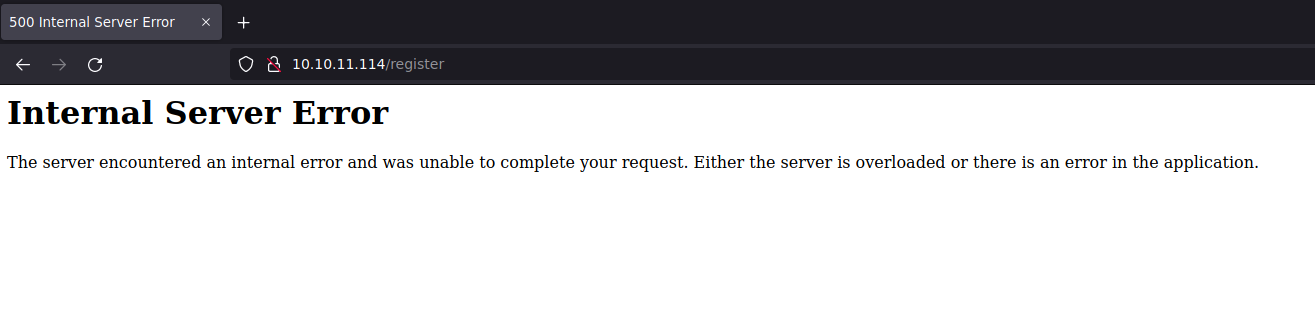 500 Internal Server Error
10.10.11.114/register
Internal Server Error
The server encountered an internal error and was unable to complete your request. Either the server is overloaded or there is an error in the application.